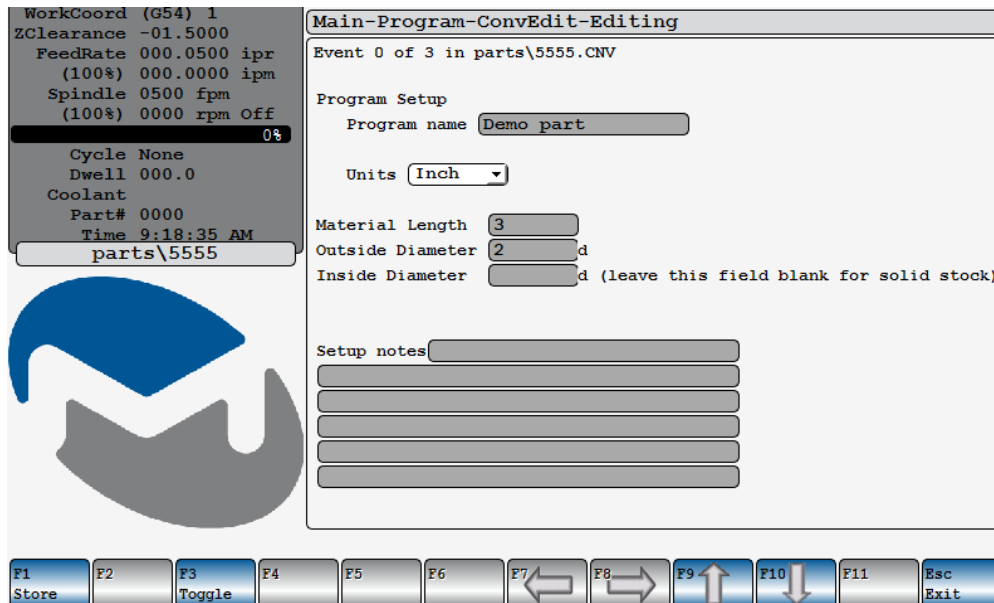 WorkCoord (G54) 1
ZClearance -01.5000
FeedRate 000.0500 ipr
(100%) 000.0000 ipm
Spindle 0500 fpm
(100%) 0000 rpm Off
0%
Cycle None
Dwell 000.0
Coolant
Part# 0000
Time 9:18:35 AM
parts\5555
Main-Program-ConvEdit-Editing
Event 0 of 3 in parts\5555.CNV
Program Setup
Program name Demo part
Units Inch
Material Length 3
Outside Diameter 2 d
Inside Diameter d (leave this field blank for solid stock)
Setup notes
F1 Store
F2
F3 Toggle
F4
F5
F6
F7
F8
F9
F10
F11
Esc Exit